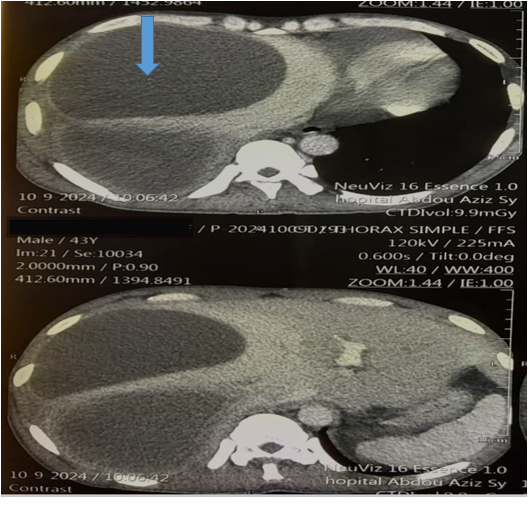 412.60mm / 1452.9864
ZOOM:1.44 / IE:1.00
R
10 9 2024 / 10:06:42
Contrast
NeuViz 16 Essence 1.0
hopital Abdou Aziz Sy
CTDIvol:9.9mGy
/ P
THORAX SIMPLE / FFS
Male / 43Y
Im:21 / Se:10034
2.0000mm / P:0.90
412.60mm / 1394.8491
120kV / 225mA
0.600s / Tilt:0.0deg
WL:40 / WW:400
ZOOM:1.44 / IE:1.00
R
10 9 2024 / 10:06:42
Contrast
NeuViz 16 Essence 1.0
hopital Abdou Aziz Sy